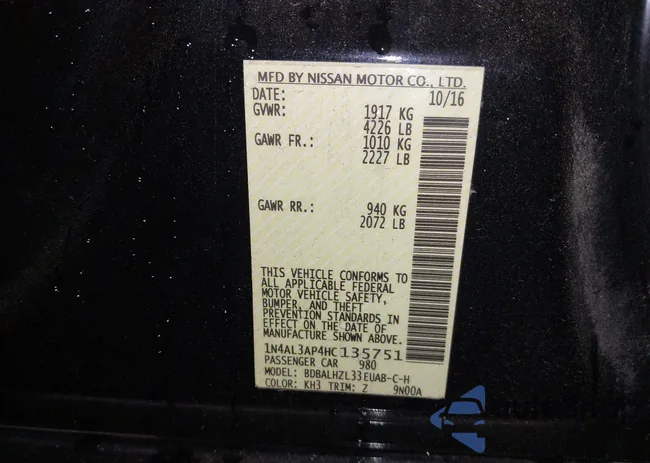 MFD BY NISSAN MOTOR CO., LTD.
DATE: 10/16
GVWR: 1917 KG
4226 LB
GAWR FR.: 1010 KG
2227 LB
GAWR RR.: 940 KG
2072 LB
THIS VEHICLE CONFORMS TO
ALL APPLICABLE FEDERAL
MOTOR VEHICLE SAFETY,
BUMPER, AND THEFT
PREVENTION STANDARDS IN
EFFECT ON THE DATE OF
MANUFACTURE SHOWN ABOVE.
1N4AL3AP4HC135751
PASSENGER CAR 980
MODEL: BDBALHZL33EUAB-C-H
COLOR: KH3 TRIM: Z 9N00A